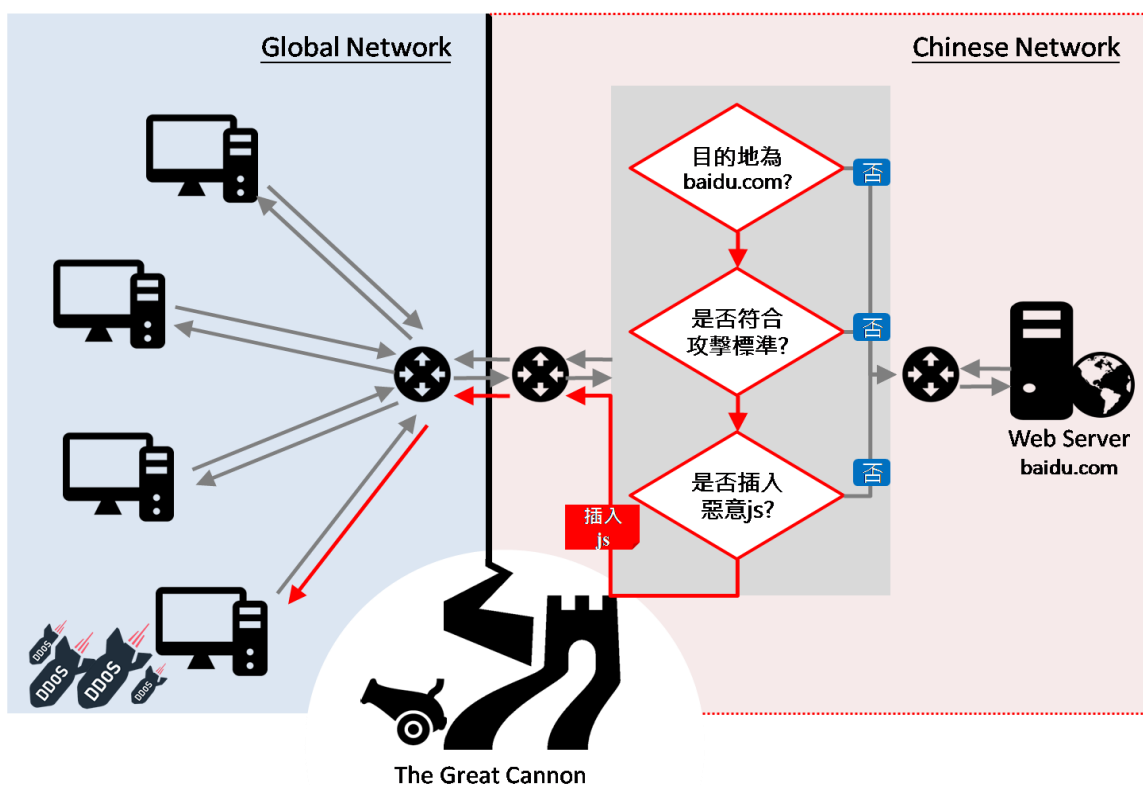 Global Network
Chinese Network
目的地為
baidu.com?
否
是否符合
攻擊標準?
否
是否插入
惡意js?
否
插入
js
Web Server
baidu.com
DDoS
DDoS
DDoS
DDoS
The Great Cannon